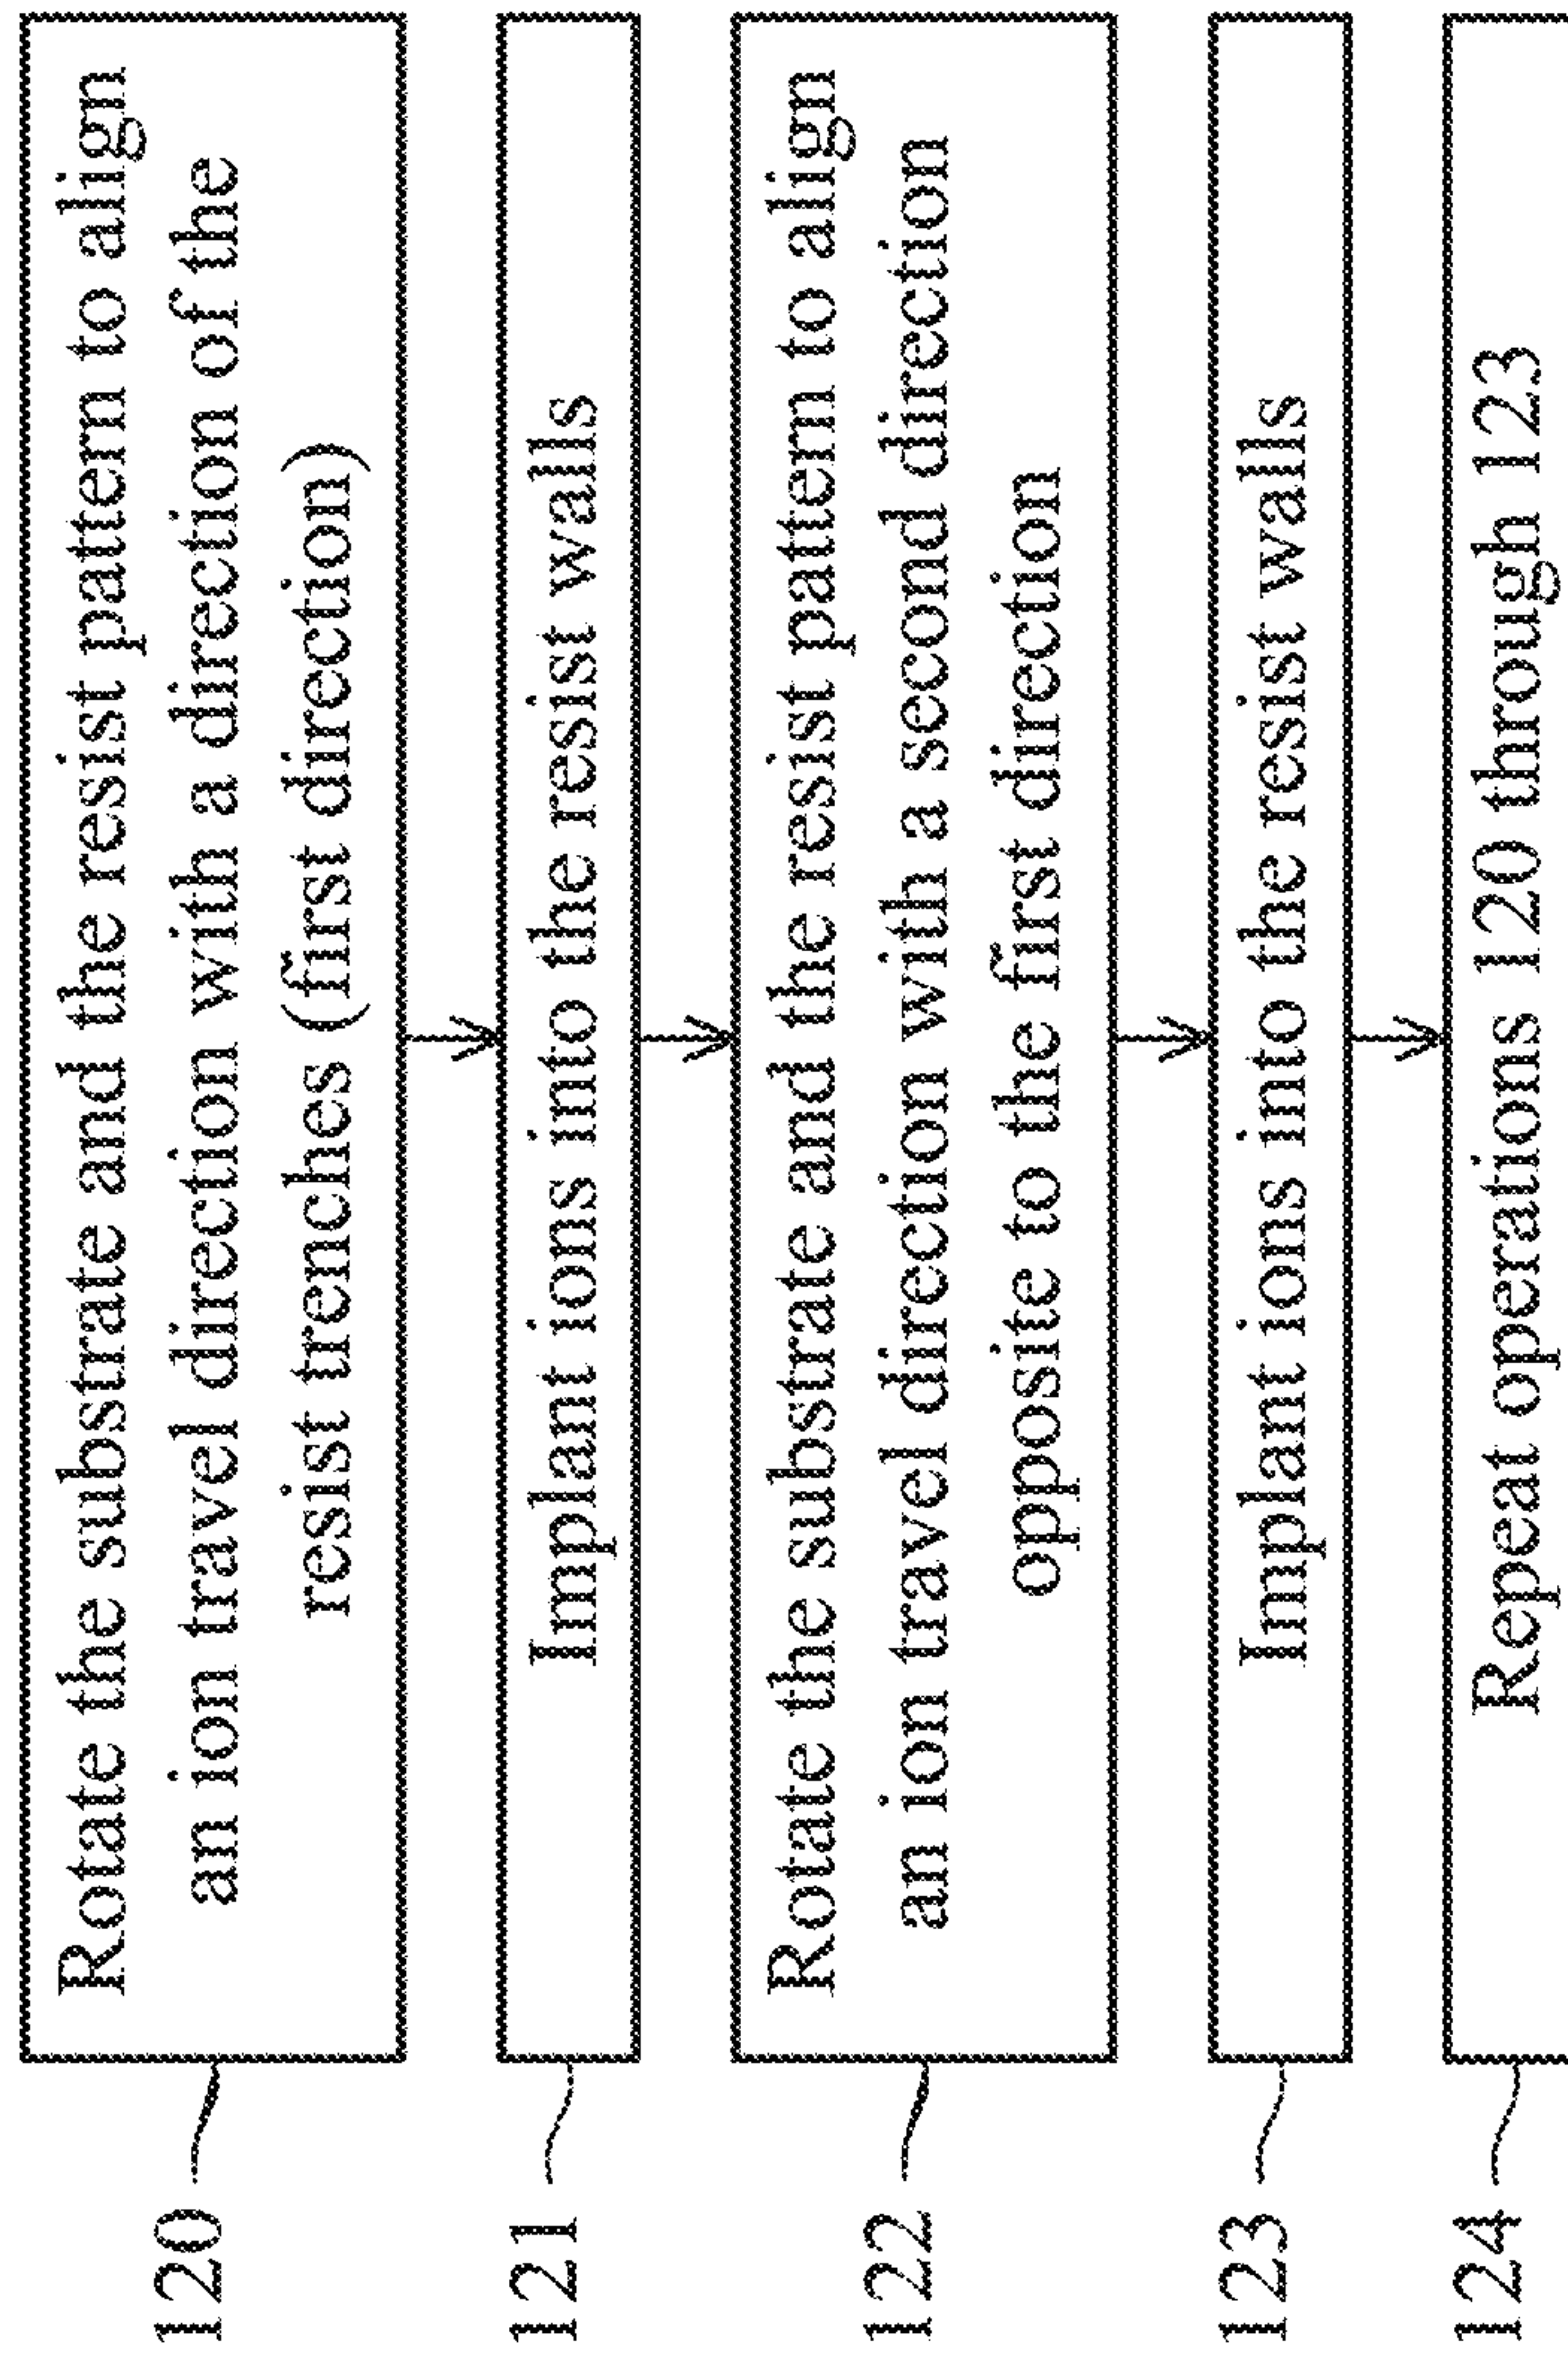 120
Rotate the substrate and the resist pattern to align
an ion travel direction with a direction of the
resist trenches (first direction)
121
Implant ions into the resist walls
122
Rotate the substrate and the resist pattern to align
an ion travel direction with a second direction
opposite to the first direction
123
Implant ions into the resist walls
124
Repeat operations 120 through 123